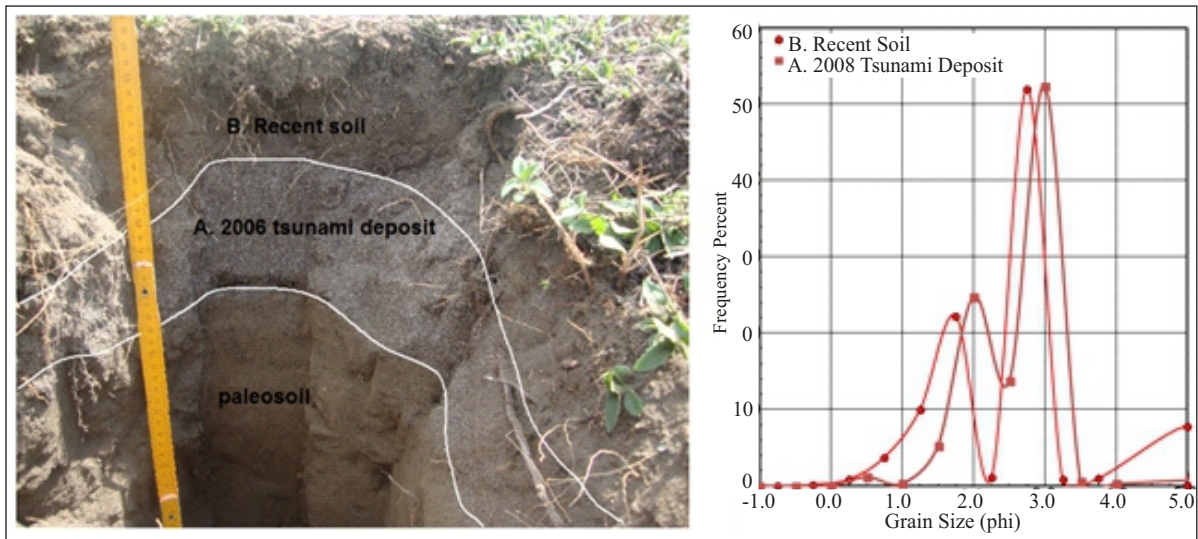 B. Recent soil
A. 2006 tsunami deposit
paleosoil
B. Recent Soil
A. 2008 Tsunami Deposit
Frequency Percent
60
50
40
0
0
10
0
-1.0 0.0 1.0 2.0 3.0 4.0 5.0
Grain Size (phi)